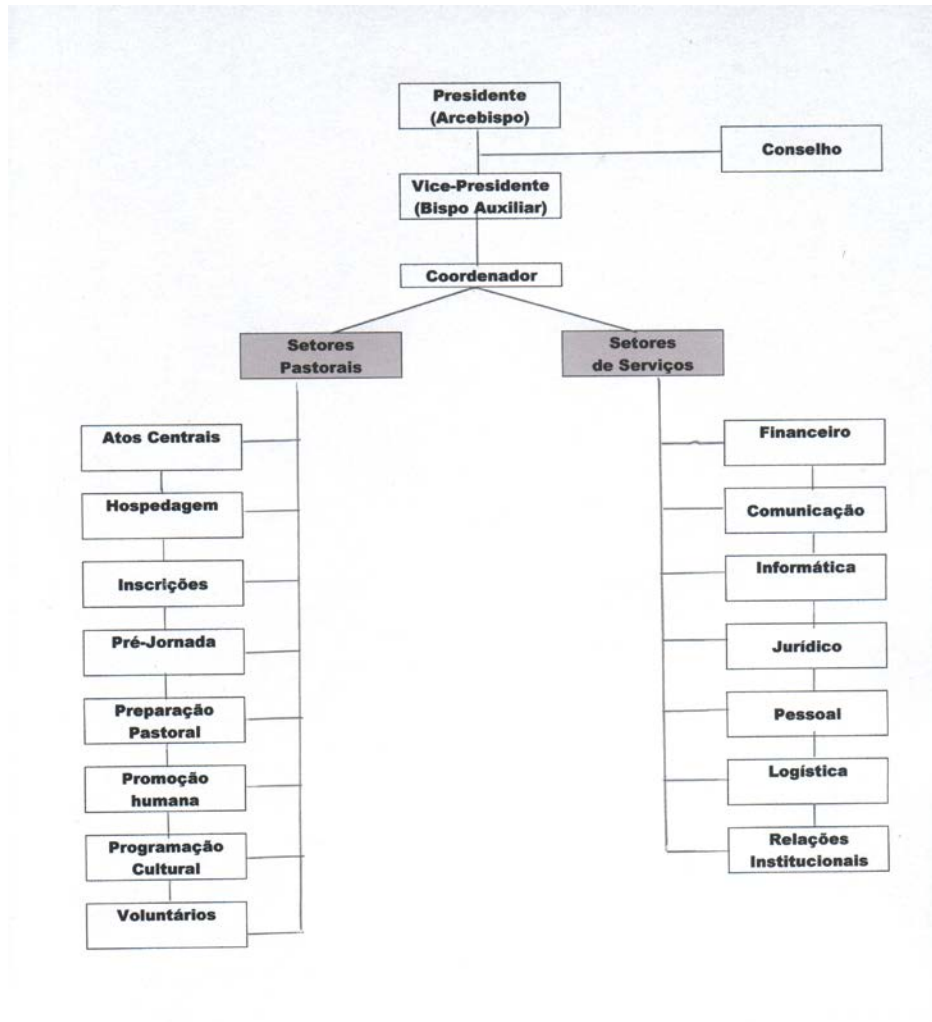 Presidente
(Arcebispo)
Conselho
Vice-Presidente
(Bispo Auxiliar)
Coordenador
Setores
Pastorais
Setores
de Serviços
Atos Centrais
Hospedagem
Inscrições
Pré-Jornada
Preparação
Pastoral
Promoção
humana
Programação
Cultural
Voluntários
Financeiro
Comunicação
Informática
Jurídico
Pessoal
Logística
Relações
Institucionais